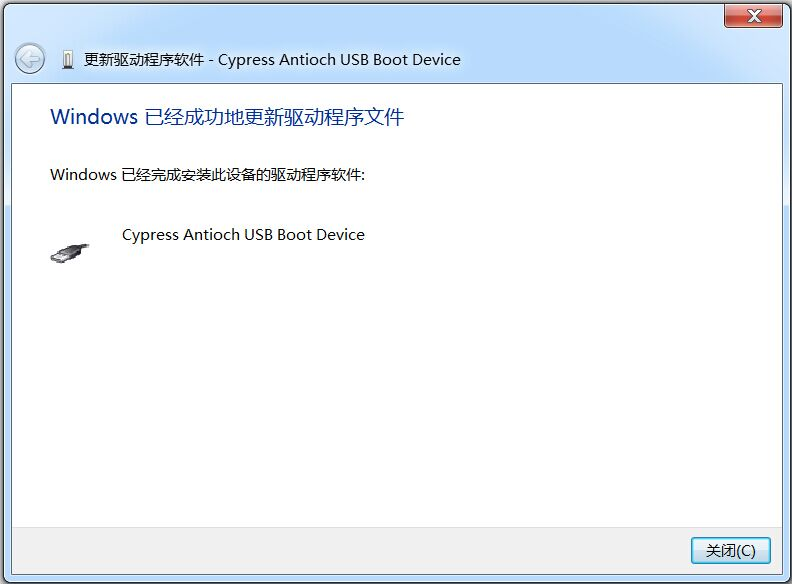 更新驱动程序软件 - Cypress Antioch USB Boot Device
Windows 已经成功地更新驱动程序文件
Windows 已经完成安装此设备的驱动程序软件:
Cypress Antioch USB Boot Device
关闭(C)